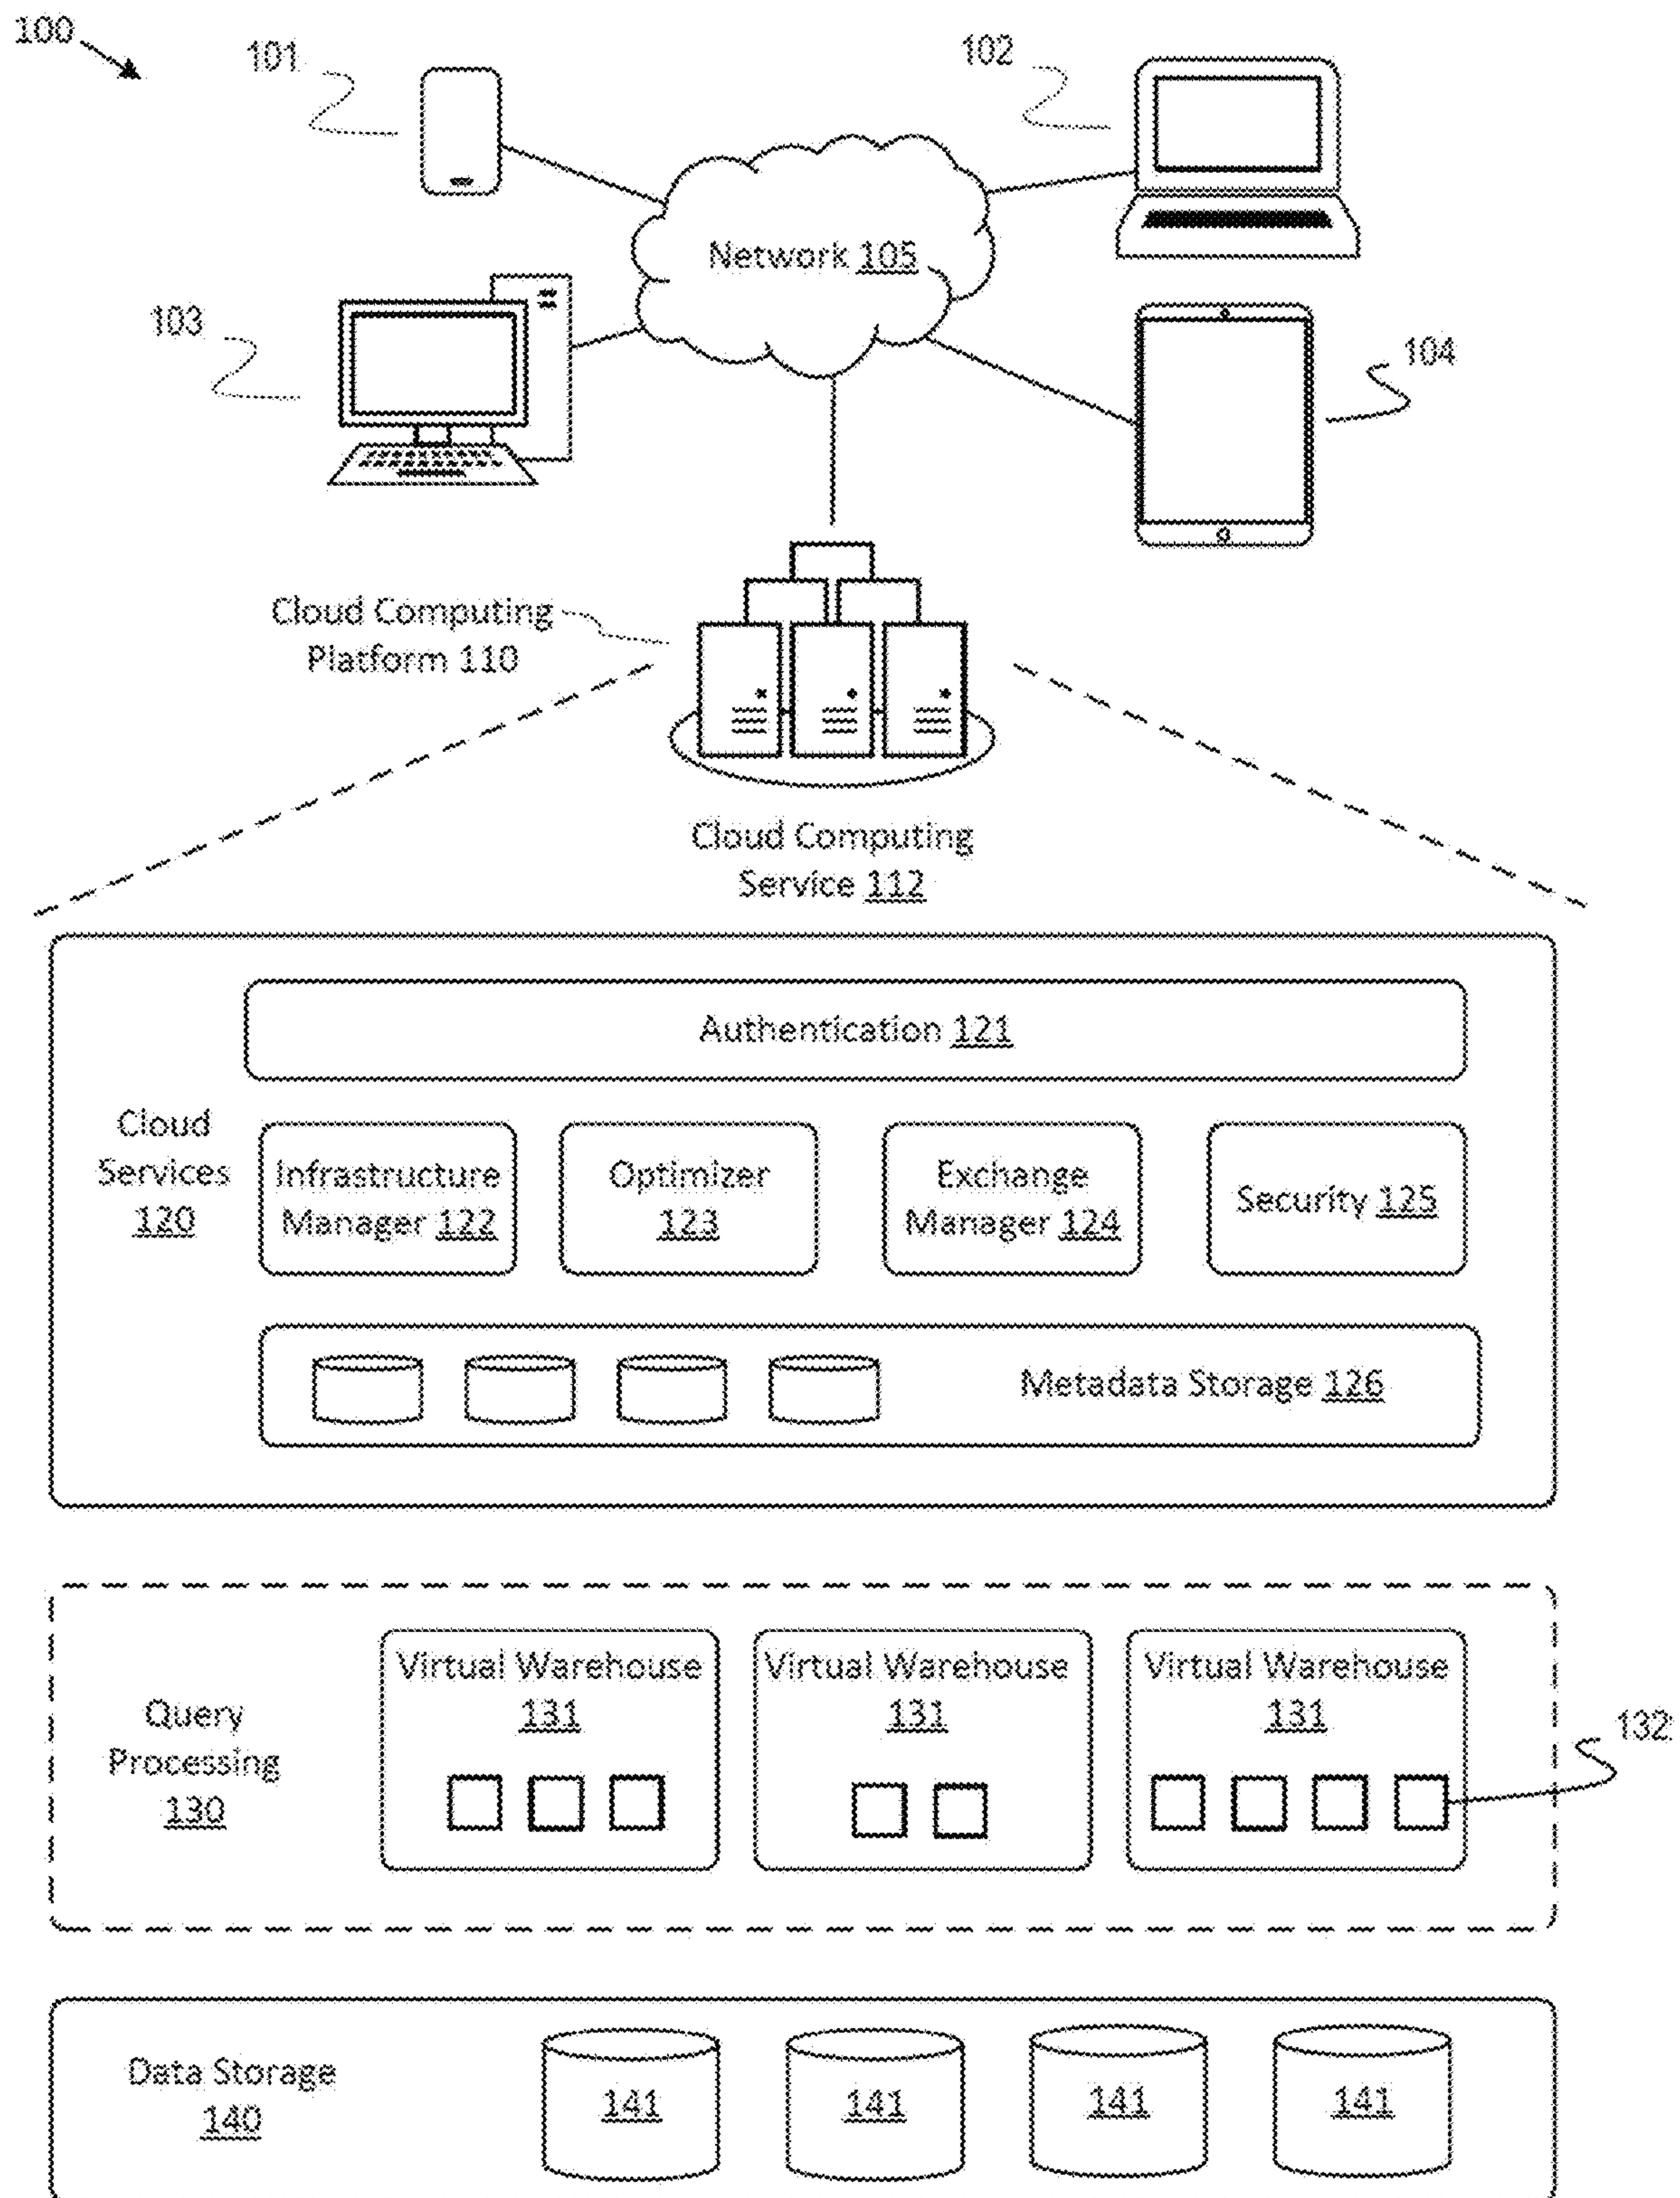 100
101
102
Network 105
103
104
Cloud Computing
Platform 110
Cloud Computing
Service 112
Authentication 121
Cloud
Services
120
Infrastructure
Manager 122
Optimizer
123
Exchange
Manager 124
Security 125
Metadata Storage 126
Query
Processing
130
Virtual Warehouse
131
Virtual Warehouse
131
Virtual Warehouse
131
132
Data Storage
140
141
141
141
141